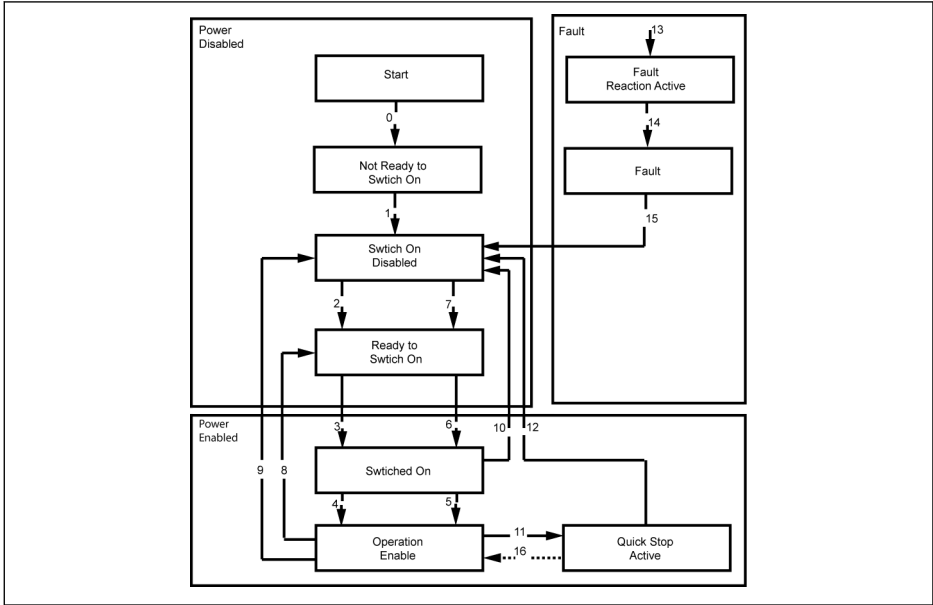 Power
Disabled
Start
0
Not Ready to
Swtich On
1
Swtich On
Disabled
2
7
Ready to
Swtich On
Fault
13
Fault
Reaction Active
14
Fault
15
Power
Enabled
3
6
10
12
9
8
Swtiched On
4
5
Operation
Enable
11
16
Quick Stop
Active